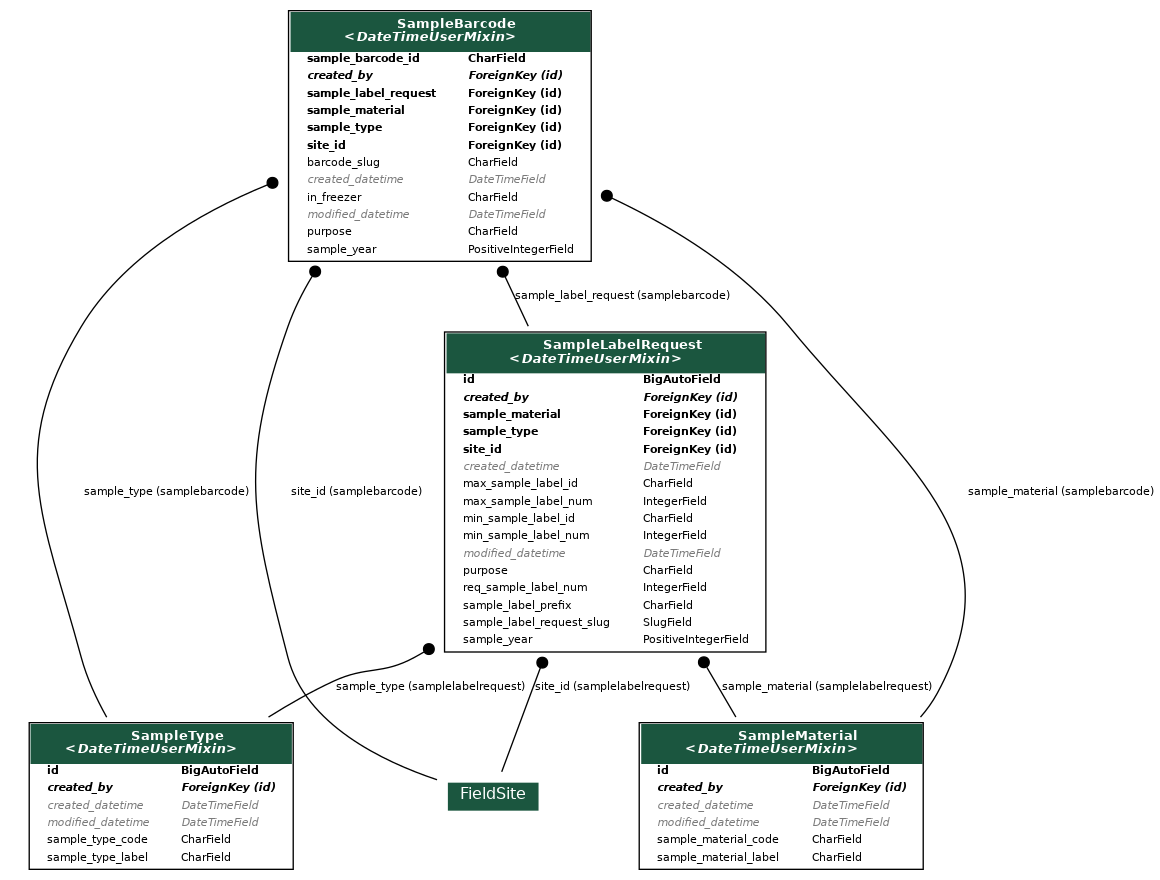 SampleBarcode
<DateTimeUserMixin>
sample_barcode_id CharField
created_by ForeignKey (id)
sample_label_request ForeignKey (id)
sample_material ForeignKey (id)
sample_type ForeignKey (id)
site_id ForeignKey (id)
barcode_slug CharField
created_datetime DateTimeField
in_freezer CharField
modified_datetime DateTimeField
purpose CharField
sample_year PositiveIntegerField
sample_label_request (samplebarcode)
SampleLabelRequest
<DateTimeUserMixin>
id BigAutoField
created_by ForeignKey (id)
sample_material ForeignKey (id)
sample_type ForeignKey (id)
site_id ForeignKey (id)
created_datetime DateTimeField
max_sample_label_id CharField
max_sample_label_num IntegerField
min_sample_label_id CharField
min_sample_label_num IntegerField
modified_datetime DateTimeField
purpose CharField
req_sample_label_num IntegerField
sample_label_prefix CharField
sample_label_request_slug SlugField
sample_year PositiveIntegerField
sample_type (samplebarcode)
site_id (samplebarcode)
sample_material (samplebarcode)
sample_type (samplelabelrequest)
site_id (samplelabelrequest)
sample_material (samplelabelrequest)
SampleType
<DateTimeUserMixin>
id BigAutoField
created_by ForeignKey (id)
created_datetime DateTimeField
modified_datetime DateTimeField
sample_type_code CharField
sample_type_label CharField
FieldSite
SampleMaterial
<DateTimeUserMixin>
id BigAutoField
created_by ForeignKey (id)
created_datetime DateTimeField
modified_datetime DateTimeField
sample_material_code CharField
sample_material_label CharField